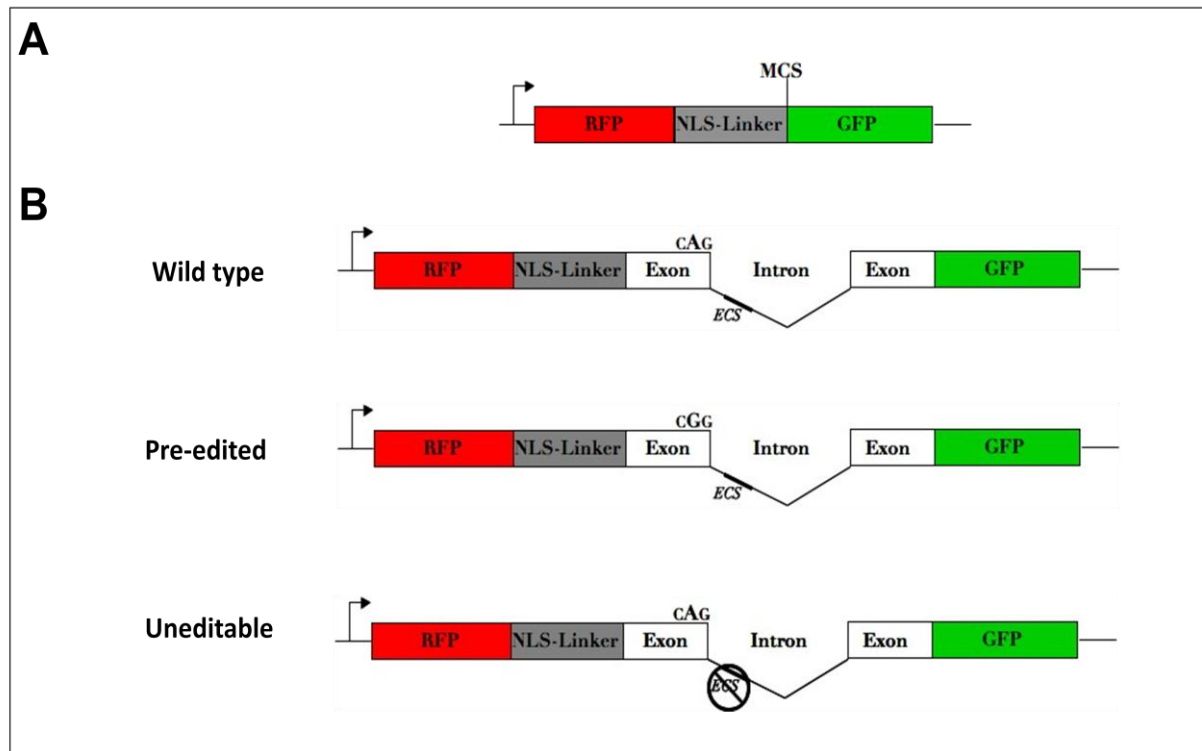 A
MCS
RFP NLS-Linker GFP
B
Wild type
CAG
RFP NLS-Linker Exon Intron Exon GFP
ECS
Pre-edited
CGG
RFP NLS-Linker Exon Intron Exon GFP
ECS
Uneditable
CAG
RFP NLS-Linker Exon Intron Exon GFP
ECS